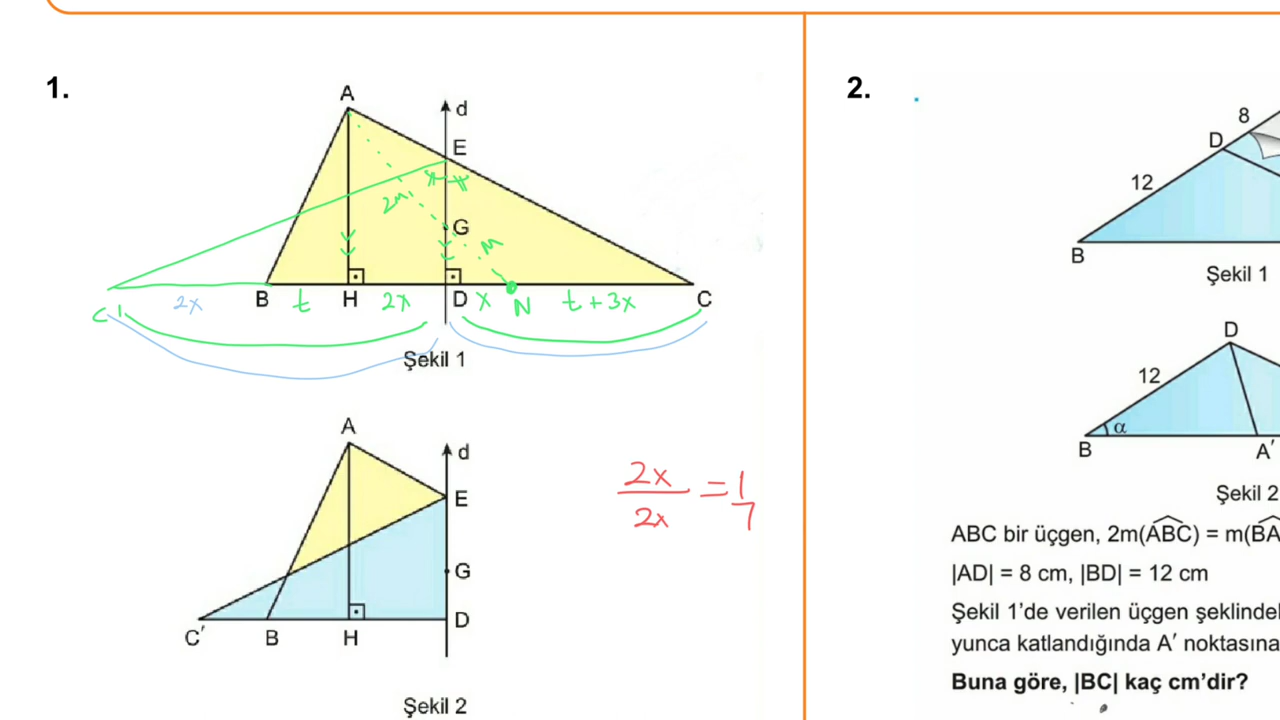 1.
A
d
E
x x
2m
G
m
C'
2x
B
t
H
2x
D
x
N
t+3x
C
Şekil 1
A
d
E
G
C′
B
H
D
Şekil 2
2x/2x = 1/7
2.
8
D
12
B
Şekil 1
D
12
α
B
A′
Şekil 2
ABC bir üçgen, 2m(ABC) = m(BA
|AD| = 8 cm, |BD| = 12 cm
Şekil 1’de verilen üçgen şeklinde
yunca katlandığında A′ noktasına
Buna göre, |BC| kaç cm’dir?